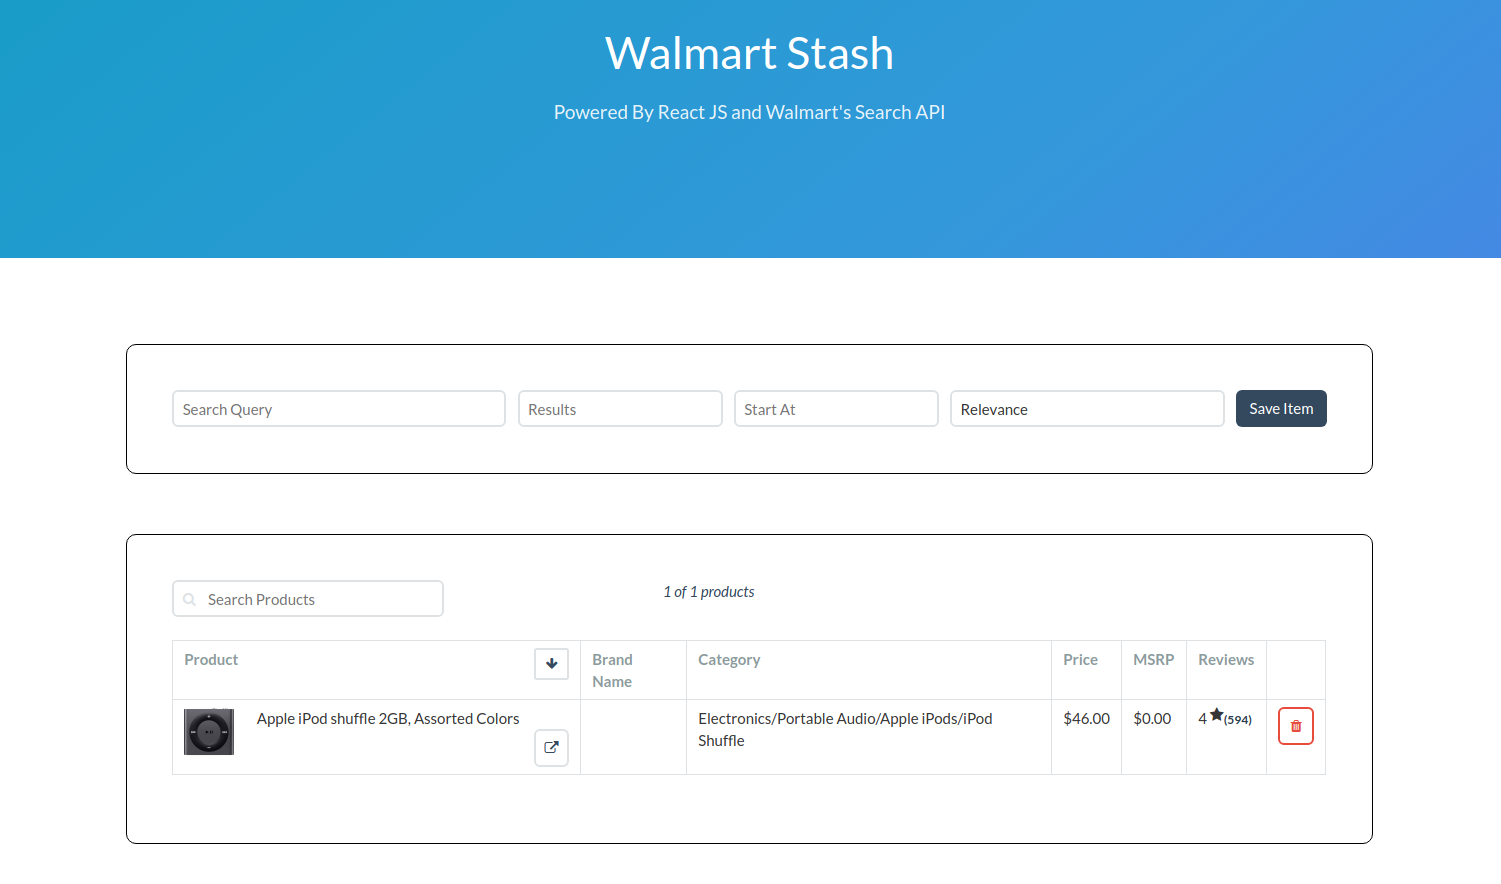 Walmart Stash
Powered By React JS and Walmart's Search API
Search Query
Results
Start At
Relevance
Save Item
Search Products
1 of 1 products
Product
Brand
Name
Category
Price
MSRP
Reviews
Apple iPod shuffle 2GB, Assorted Colors
Electronics/Portable Audio/Apple iPods/iPod
Shuffle
$46.00
$0.00
4 ★(594)